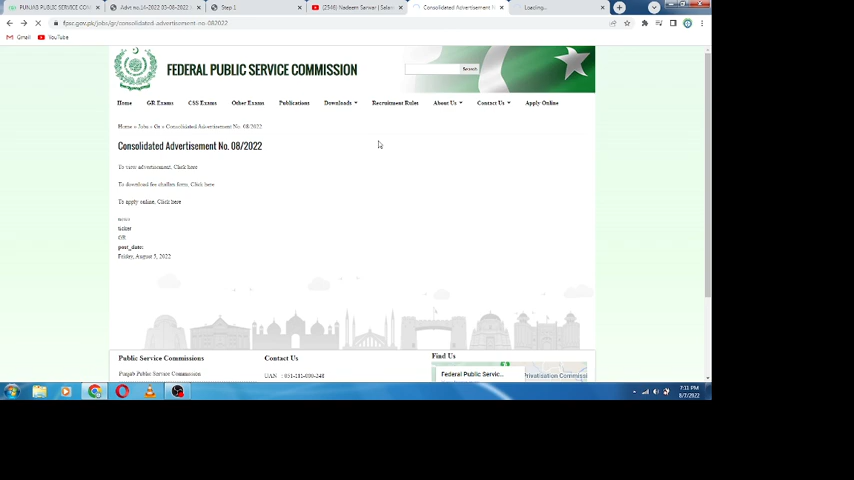 PUNJAB PUBLIC SERVICE CON
Advt no.14-2022 03-08-2022
Step 1
(2546) Nadeem Sarwar | Selam
Consolidated Advertisement N
Loading...
fpsc.gov.pk/jobs/gr/consolidated-advertisement-no-082022
Gmail
YouTube
FEDERAL PUBLIC SERVICE COMMISSION
Search
Home
GR Exams
CSS Exams
Other Exams
Publications
Downloads
Recruitment Rules
About Us
Contact Us
Apply Online
Home » Jobs » Gr » Consolidated Advertisement No. 08/2022
Consolidated Advertisement No. 08/2022
To view advertisement, Click here
To download fee challan form, Click here
To apply online, Click here
news
ticker
GR
post_date:
Friday, August 5, 2022
Public Service Commissions
Contact Us
Find Us
Punjab Public Service Commission
UAN : 051-111-000-248
Federal Public Servic...
Privatisation Commissi
7:11 PM
8/7/2022